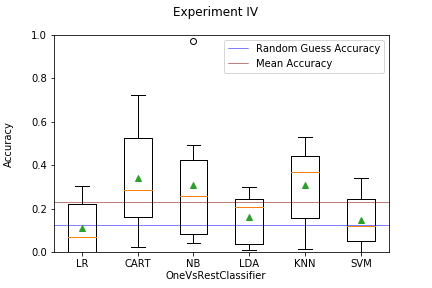 Experiment IV
Random Guess Accuracy
Mean Accuracy
1.0
0.8
0.6
0.4
0.2
0.0
Accuracy
LR CART NB LDA KNN SVM
OneVsRestClassifier